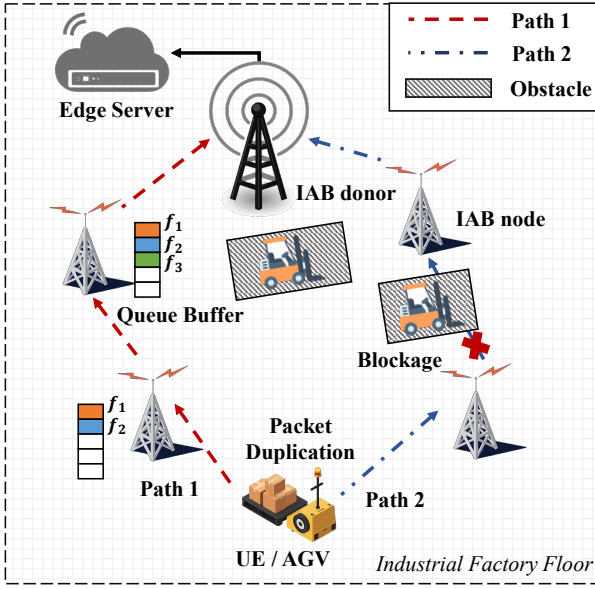 Path 1
Path 2
Obstacle
Edge Server
IAB donor
IAB node
f1
f2
f3
Queue Buffer
Blockage
f1
f2
Packet
Duplication
Path 1
Path 2
UE / AGV
Industrial Factory Floor